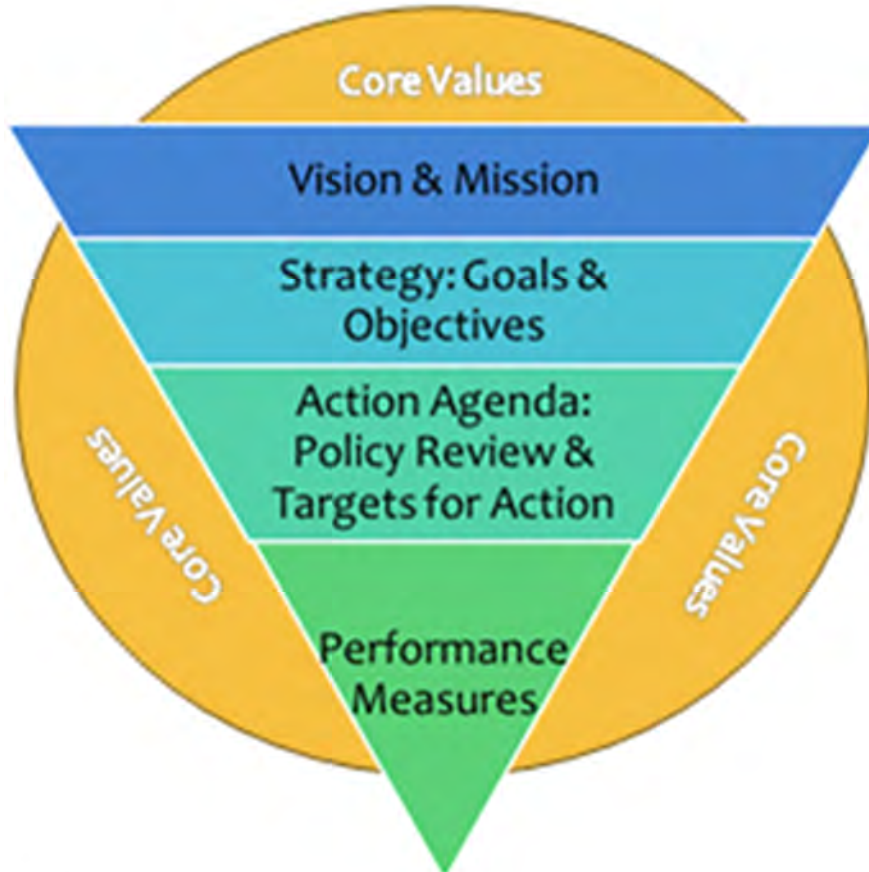 Core Values
Vision & Mission
Strategy: Goals &
Objectives
Action Agenda:
Policy Review &
Targets for Action
Core Values
Core Values
Performance
Measures